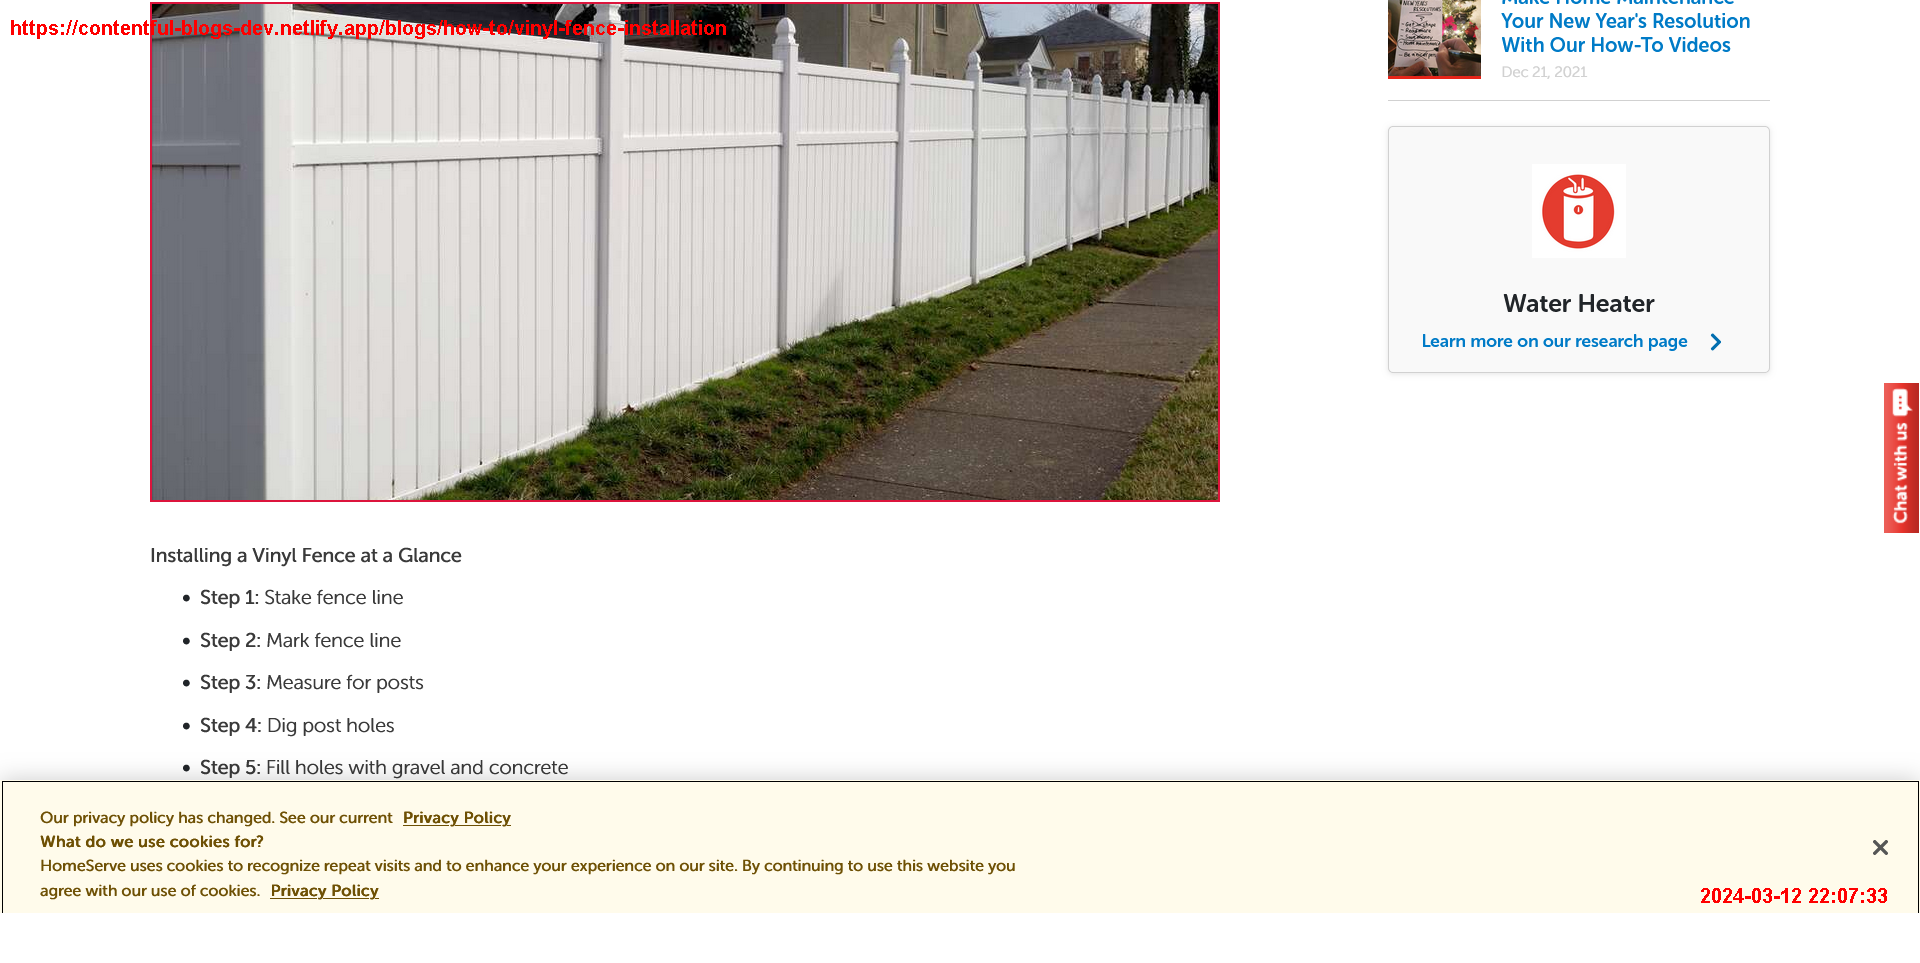 https://contentful-blogs-dev.netlify.app/blogs/how-to/vinyl-fence-installation
Make Home Maintenance
Your New Year's Resolution
With Our How-To Videos
Dec 21, 2021
Water Heater
Learn more on our research page
Chat with us
Installing a Vinyl Fence at a Glance
Step 1: Stake fence line
Step 2: Mark fence line
Step 3: Measure for posts
Step 4: Dig post holes
Step 5: Fill holes with gravel and concrete
Our privacy policy has changed. See our current Privacy Policy
What do we use cookies for?
HomeServe uses cookies to recognize repeat visits and to enhance your experience on our site. By continuing to use this website you
agree with our use of cookies. Privacy Policy
2024-03-12 22:07:33